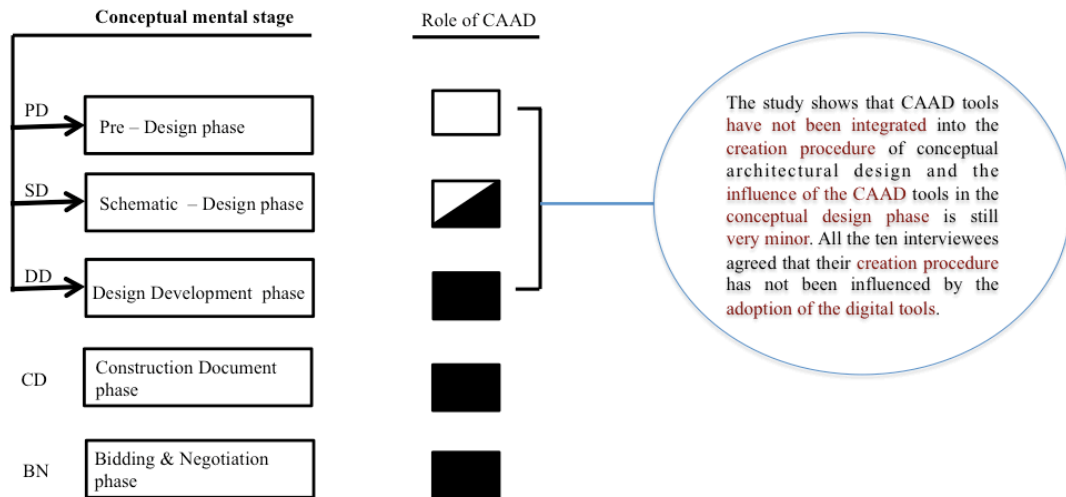 Conceptual mental stage
Role of CAAD
PD
Pre – Design phase
SD
Schematic – Design phase
DD
Design Development phase
CD
Construction Document
phase
BN
Bidding & Negotiation
phase
The study shows that CAAD tools
have not been integrated into the
creation procedure of conceptual
architectural design and the
influence of the CAAD tools in the
conceptual design phase is still
very minor. All the ten interviewees
agreed that their creation procedure
has not been influenced by the
adoption of the digital tools.